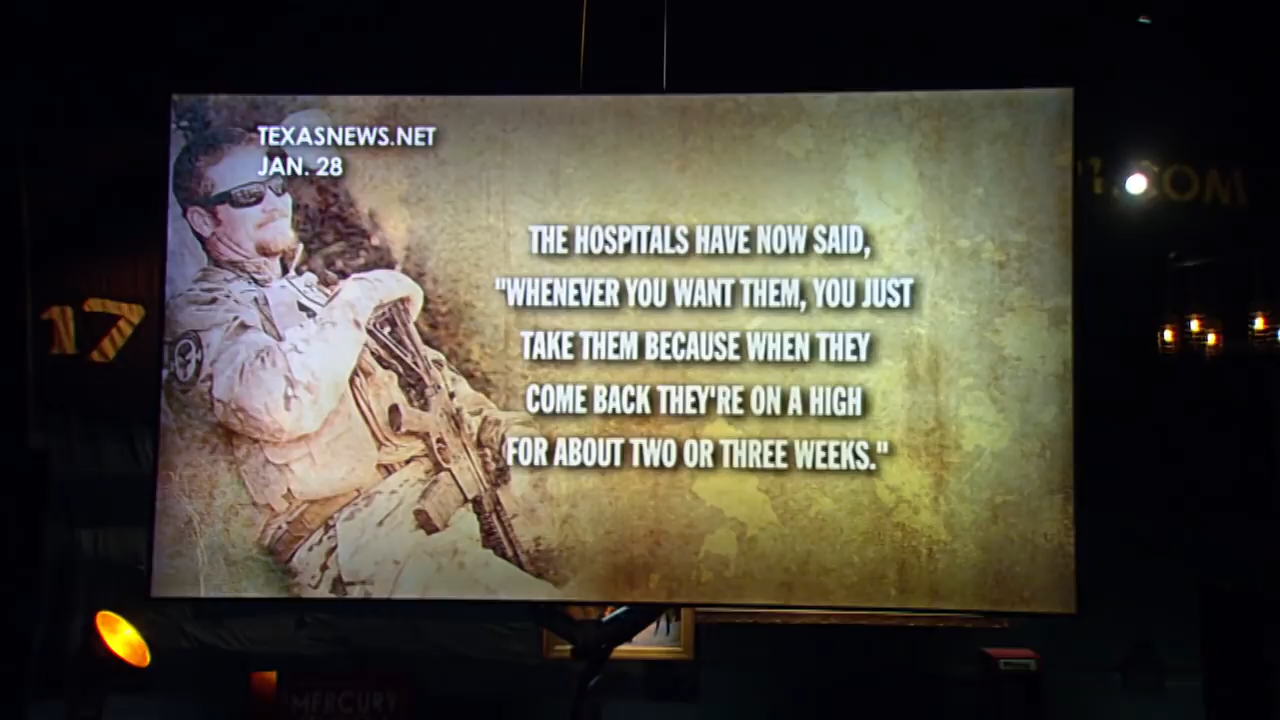 TEXASNEWS.NET
JAN. 28
THE HOSPITALS HAVE NOW SAID,
"WHENEVER YOU WANT THEM, YOU JUST
TAKE THEM BECAUSE WHEN THEY
COME BACK THEY'RE ON A HIGH
FOR ABOUT TWO OR THREE WEEKS."
17
.COM
MERCURY